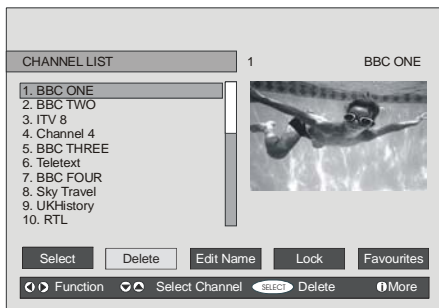 CHANNEL LIST 1 BBC ONE
1. BBC ONE
2. BBC TWO
3. ITV 8
4. Channel 4
5. BBC THREE
6. Teletext
7. BBC FOUR
8. Sky Travel
9. UKHistory
10. RTL
Select Delete Edit Name Lock Favourites
Function Select Channel SELECT Delete i More